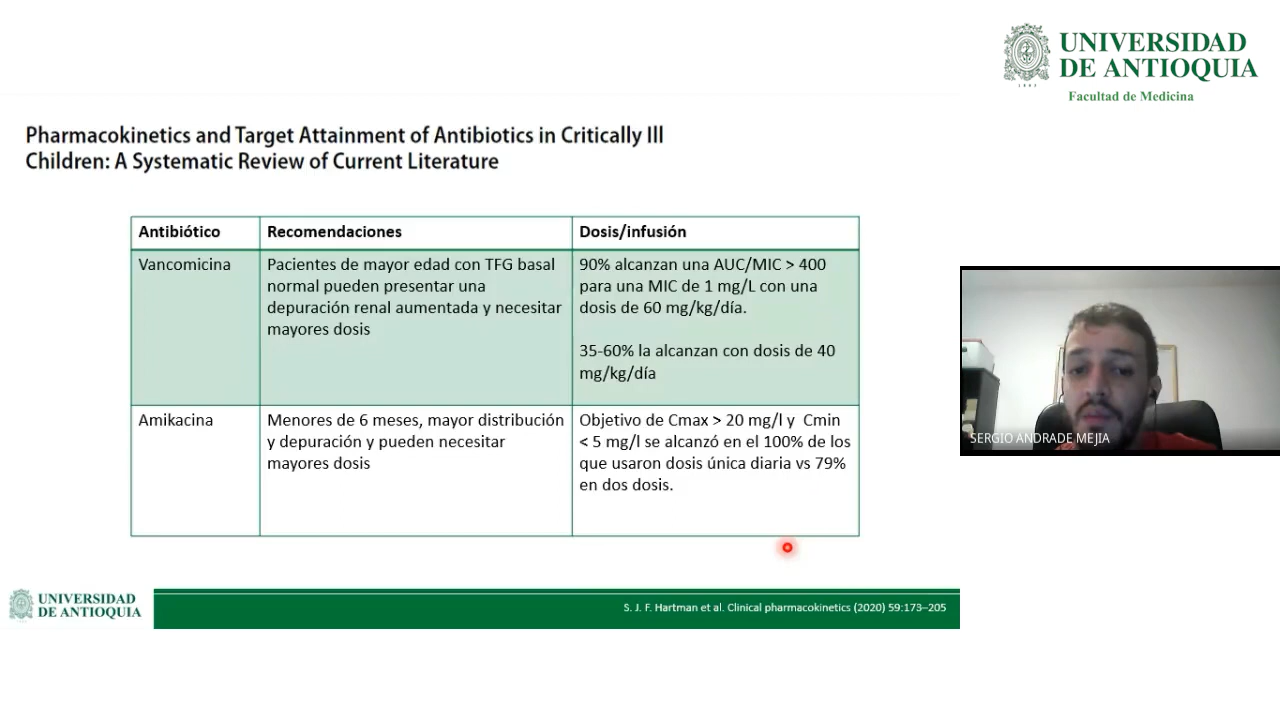 UNIVERSIDAD
DE ANTIOQUIA
Facultad de Medicina
Pharmacokinetics and Target Attainment of Antibiotics in Critically Ill
Children: A Systematic Review of Current Literature
Antibiótico
Recomendaciones
Dosis/infusión
Vancomicina
Pacientes de mayor edad con TFG basal
normal pueden presentar una
depuración renal aumentada y necesitar
mayores dosis
90% alcanzan una AUC/MIC > 400
para una MIC de 1 mg/L con una
dosis de 60 mg/kg/día.
35-60% la alcanzan con dosis de 40
mg/kg/día
Amikacina
Menores de 6 meses, mayor distribución
y depuración y pueden necesitar
mayores dosis
Objetivo de Cmax > 20 mg/l y Cmin
< 5 mg/l se alcanzó en el 100% de los
que usaron dosis única diaria vs 79%
en dos dosis.
SERGIO ANDRADE MEJIA
UNIVERSIDAD
DE ANTIOQUIA
S. J. F. Hartman et al. Clinical pharmacokinetics (2020) 59:173–205